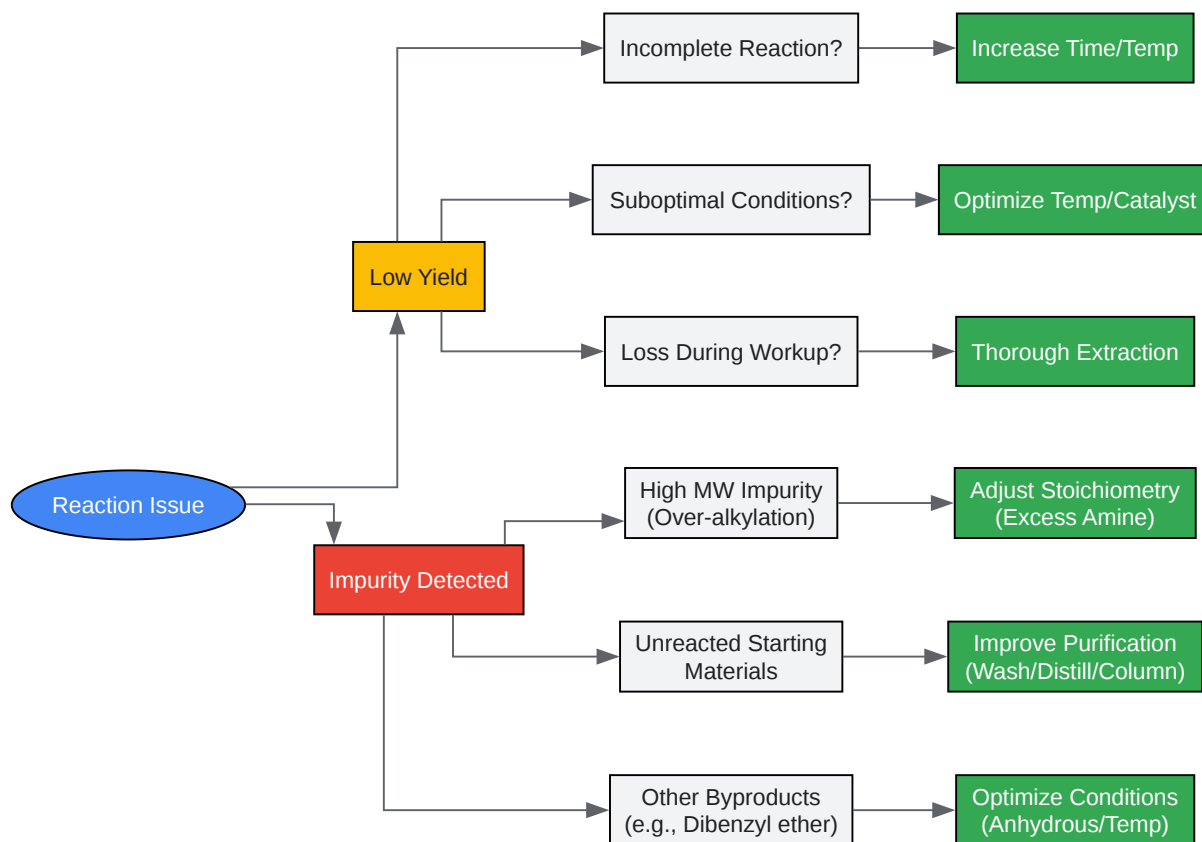 Incomplete Reaction?
Increase Time/Temp
Suboptimal Conditions?
Optimize Temp/Catalyst
Low Yield
Loss During Workup?
Thorough Extraction
Reaction Issue
High MW Impurity
(Over-alkylation)
Adjust Stoichiometry
(Excess Amine)
Impurity Detected
Unreacted Starting
Materials
Improve Purification
(Wash/Distill/Column)
Other Byproducts
(e.g., Dibenzyl ether)
Optimize Conditions
(Anhydrous/Temp)